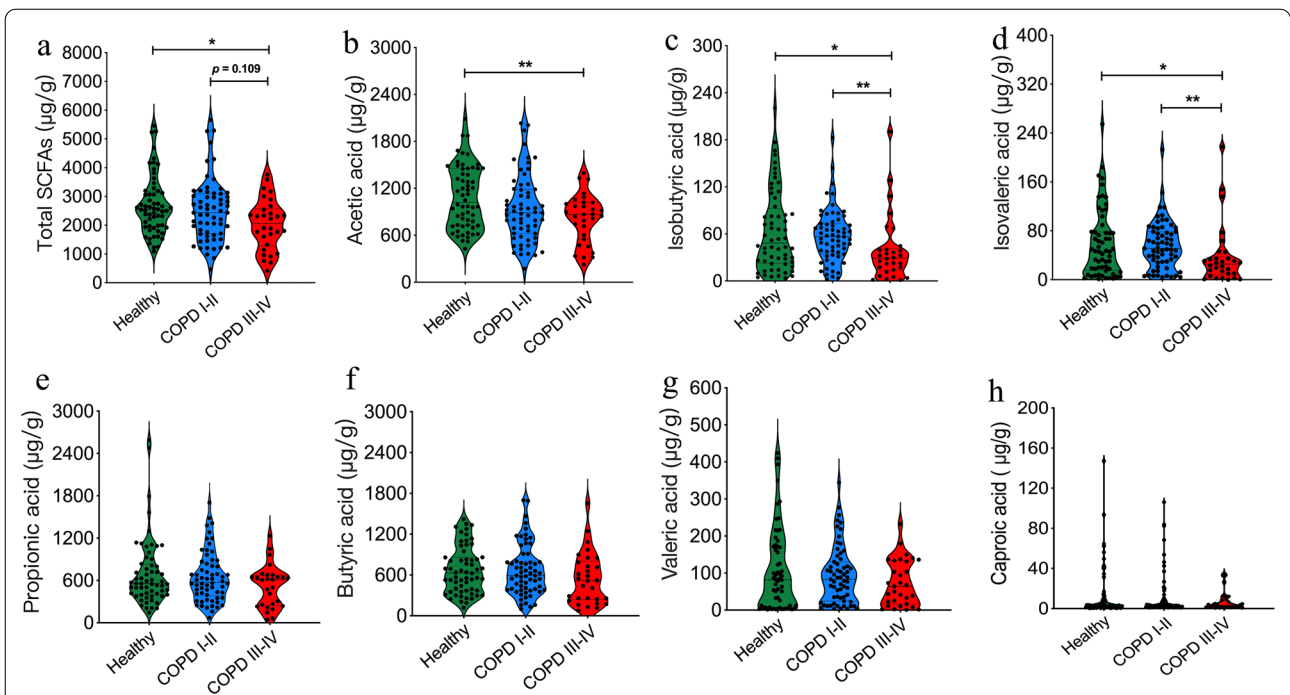 a
Total SCFAs (µg/g)
8000
7000
6000
5000
4000
3000
2000
1000
0
*
p = 0.109
Healthy
COPD I-II
COPD III-IV
b
Acetic acid (µg/g)
3000
2400
1800
1200
600
0
**
Healthy
COPD I-II
COPD III-IV
c
Isobutyric acid (µg/g)
300
240
180
120
60
0
*
**
Healthy
COPD I-II
COPD III-IV
d
Isovaleric acid (µg/g)
400
320
240
160
80
0
*
**
Healthy
COPD I-II
COPD III-IV
e
Propionic acid (µg/g)
3000
2400
1800
1200
600
0
Healthy
COPD I-II
COPD III-IV
f
Butyric acid (µg/g)
3000
2400
1800
1200
600
0
Healthy
COPD I-II
COPD III-IV
g
Valeric acid (µg/g)
600
500
400
300
200
100
0
Healthy
COPD I-II
COPD III-IV
h
Caproic acid ( µg/g)
200
160
120
80
40
0
Healthy
COPD I-II
COPD III-IV